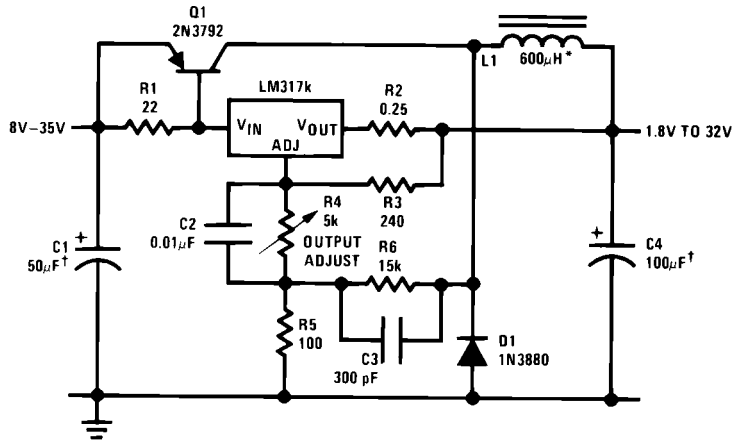 Q1
2N3792
L1
600μH*
R1
22
LM317k
R2
0.25
8V–35V
VIN
VOUT
1.8V TO 32V
ADJ
R4
5k
R3
240
C2
0.01μF
OUTPUT
ADJUST
R6
15k
C1
50μF†
+
+
C4
100μF†
R5
100
C3
300 pF
D1
1N3880